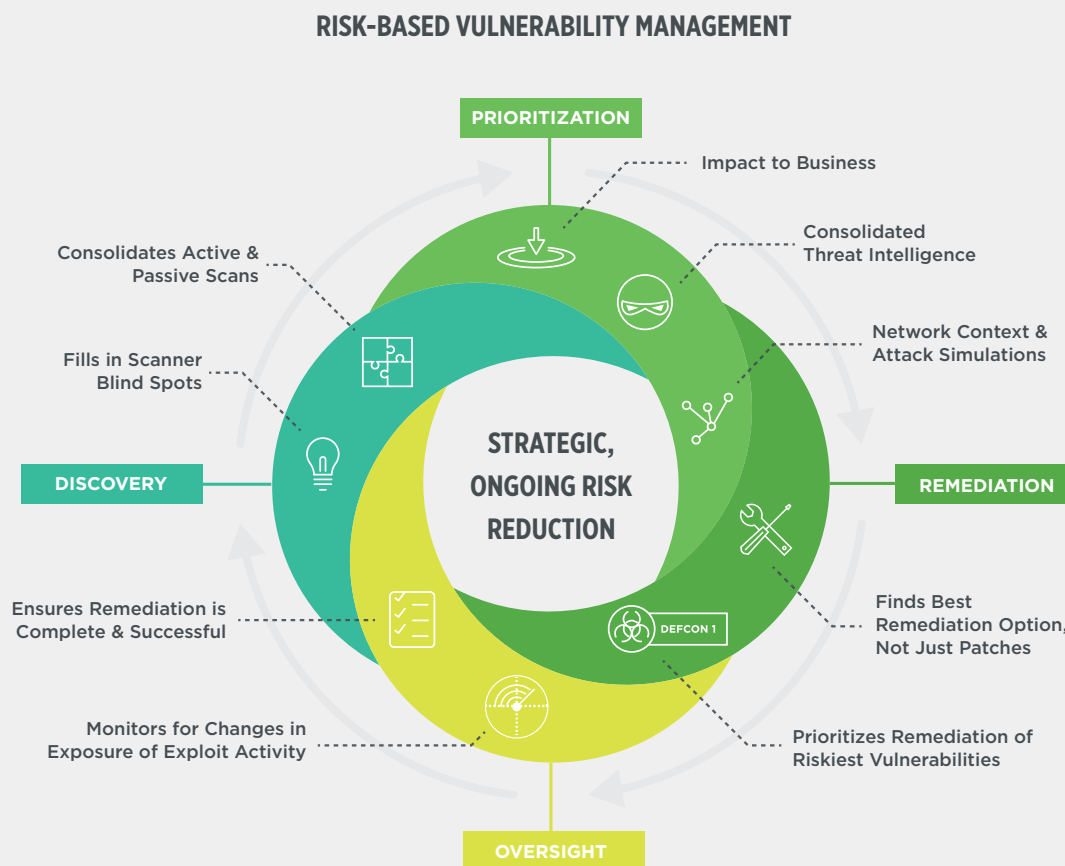 RISK-BASED VULNERABILITY MANAGEMENT
PRIORITIZATION
Impact to Business
Consolidated
Threat Intelligence
Network Context &
Attack Simulations
REMEDIATION
Finds Best
Remediation Option,
Not Just Patches
DEFCON 1
Prioritizes Remediation of
Riskiest Vulnerabilities
OVERSIGHT
Monitors for Changes in
Exposure of Exploit Activity
Ensures Remediation is
Complete & Successful
DISCOVERY
Fills in Scanner
Blind Spots
Consolidates Active &
Passive Scans
STRATEGIC,
ONGOING RISK
REDUCTION